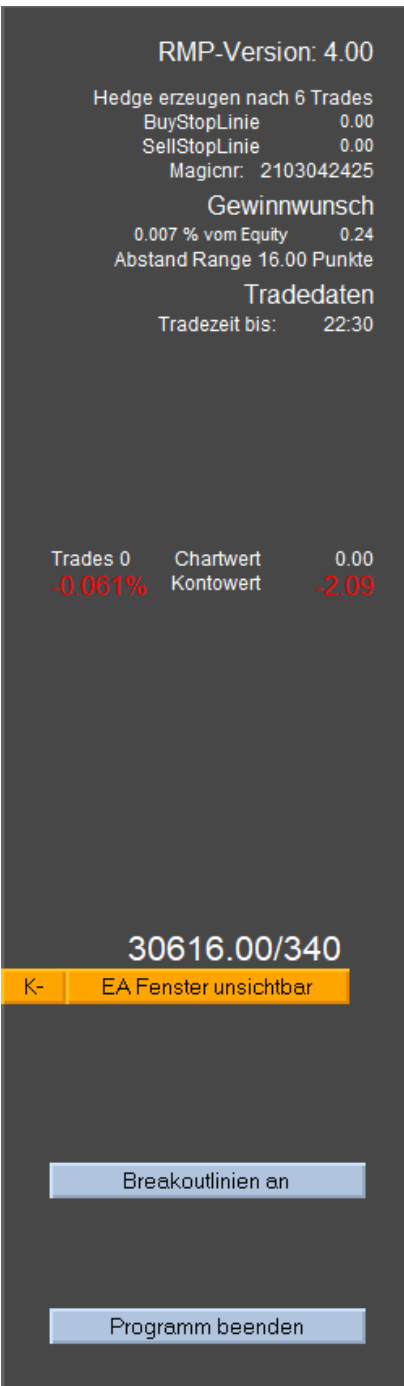 RMP-Version: 4.00
Hedge erzeugen nach 6 Trades
BuyStopLinie 0.00
SellStopLinie 0.00
Magicnr: 2103042425
Gewinnwunsch
0.007 % vom Equity 0.24
Abstand Range 16.00 Punkte
Tradedaten
Tradezeit bis: 22:30
Trades 0 Chartwert 0.00
-0.061% Kontowert -2.09
30616.00/340
K- EA Fenster unsichtbar
Breakoutlinien an
Programm beenden